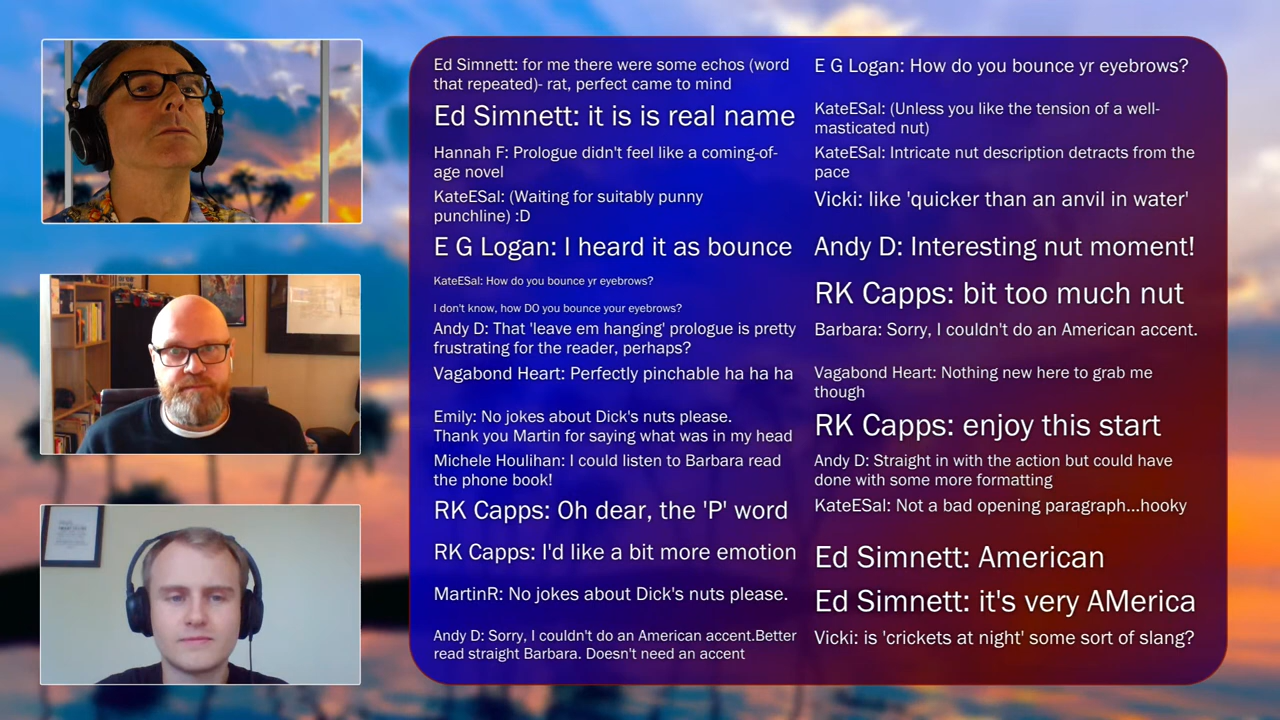 Ed Simnett: for me there were some echos (word
that repeated)- rat, perfect came to mind
Ed Simnett: it is is real name
Hannah F: Prologue didn't feel like a coming-of-
age novel
KateESal: (Waiting for suitably punny
punchline) :D
E G Logan: I heard it as bounce
KateESal: How do you bounce yr eyebrows?
I don't know, how DO you bounce your eyebrows?
Andy D: That 'leave em hanging' prologue is pretty
frustrating for the reader, perhaps?
Vagabond Heart: Perfectly pinchable ha ha ha
Emily: No jokes about Dick's nuts please.
Thank you Martin for saying what was in my head
Michele Houlihan: I could listen to Barbara read
the phone book!
RK Capps: Oh dear, the 'P' word
RK Capps: I'd like a bit more emotion
MartinR: No jokes about Dick's nuts please.
Andy D: Sorry, I couldn't do an American accent.Better
read straight Barbara. Doesn't need an accent
E G Logan: How do you bounce yr eyebrows?
KateESal: (Unless you like the tension of a well-
masticated nut)
KateESal: Intricate nut description detracts from the
pace
Vicki: like 'quicker than an anvil in water'
Andy D: Interesting nut moment!
RK Capps: bit too much nut
Barbara: Sorry, I couldn't do an American accent.
Vagabond Heart: Nothing new here to grab me
though
RK Capps: enjoy this start
Andy D: Straight in with the action but could have
done with some more formatting
KateESal: Not a bad opening paragraph...hooky
Ed Simnett: American
Ed Simnett: it's very AMerica
Vicki: is 'crickets at night' some sort of slang?